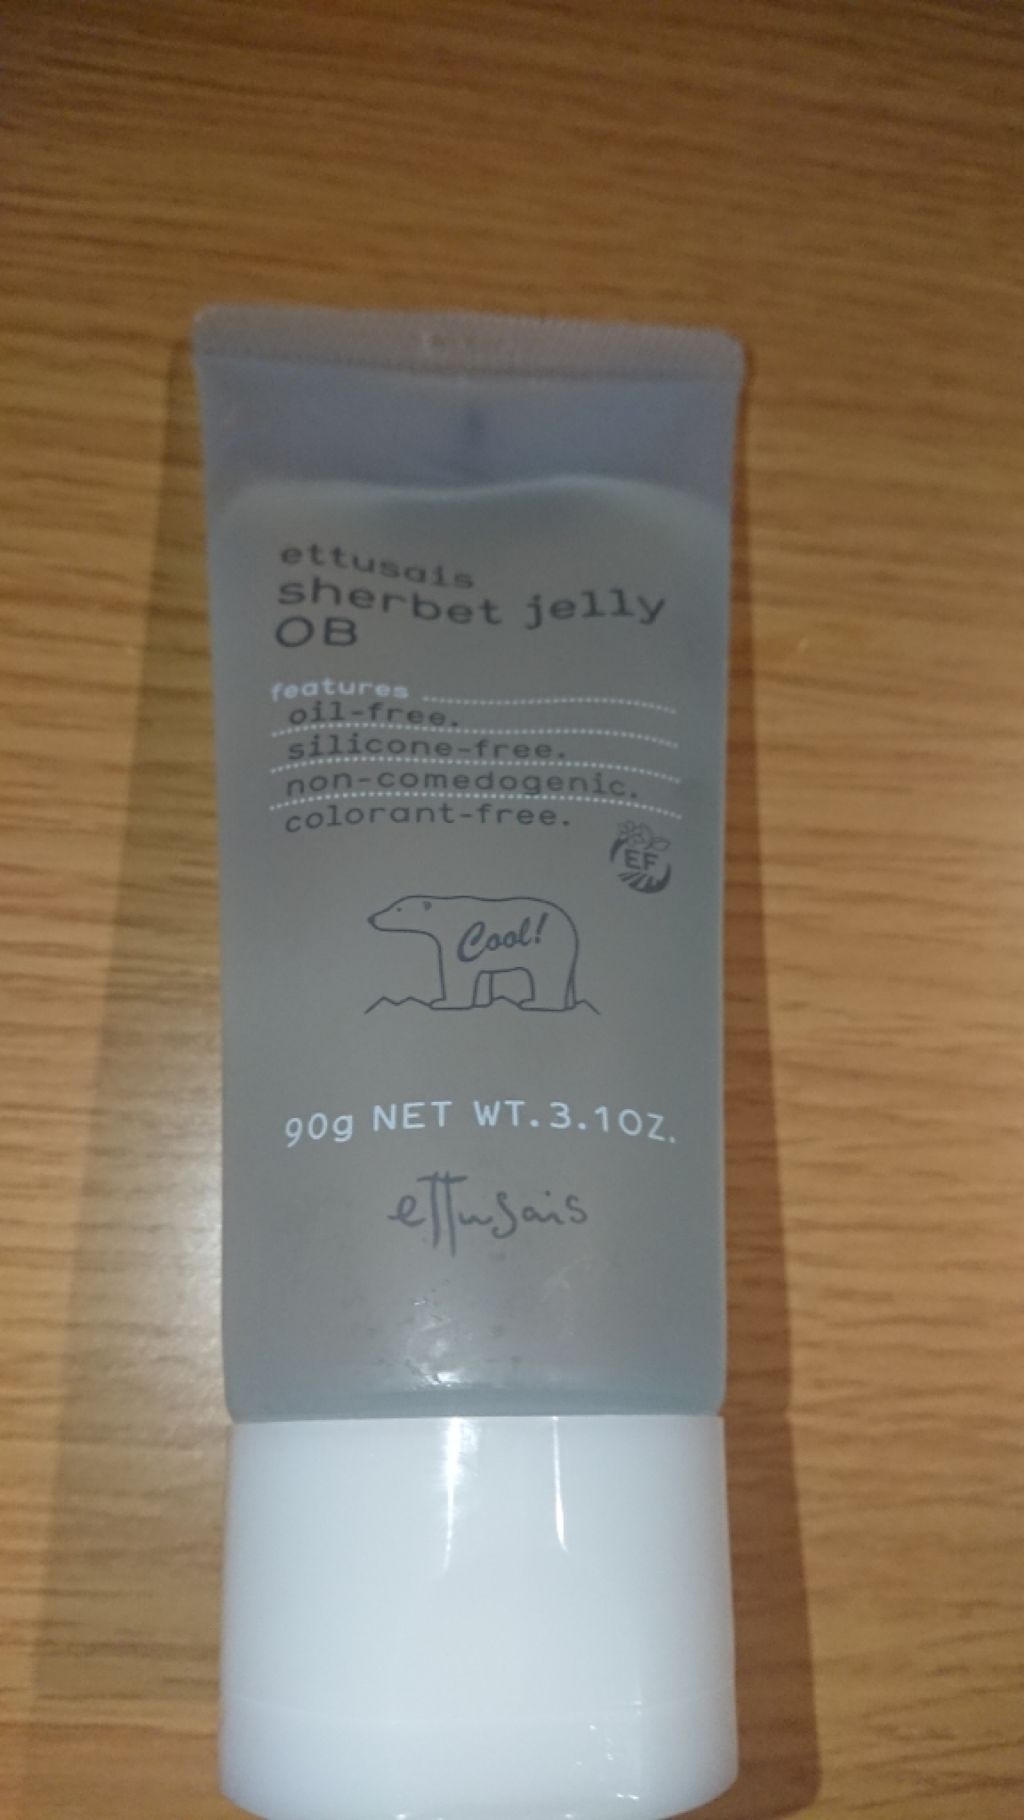 ettusais
sherbet jelly
OB
features
oil-free.
silicone-free.
non-comedogenic.
colorant-free.
EF
Cool!
90g NET WT.3.1OZ.
ettusais